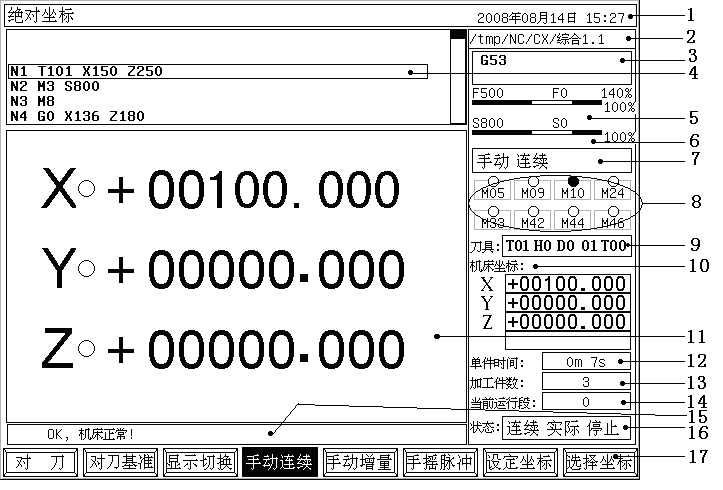 绝对坐标
2008年08月14日 15:27
1
/tmp/NC/CX/综合1.1
2
G53
3
N1 T101 X150 Z250
4
N2 M3 S800
N3 M8
N4 G0 X136 Z180
F500 F0 140%
100%
5
S800 S0
100%
6
手动 连续
7
M05 M09 M10 M24
8
M33 M42 M44 M46
刀具: T01 H0 D0 01 T00
9
机床坐标:
10
X +00100.000
Y +00000.000
Z +00000.000
X +00100.000
Y +00000.000
Z +00000.000
11
单件时间: 0m 7s
12
加工件数: 3
13
当前运行段: 0
14
15
状态: 连续 实际 停止
16
OK, 机床正常!
对 刀
对刀基准
显示切换
手动连续
手动增量
手摇脉冲
设定坐标
选择坐标
17